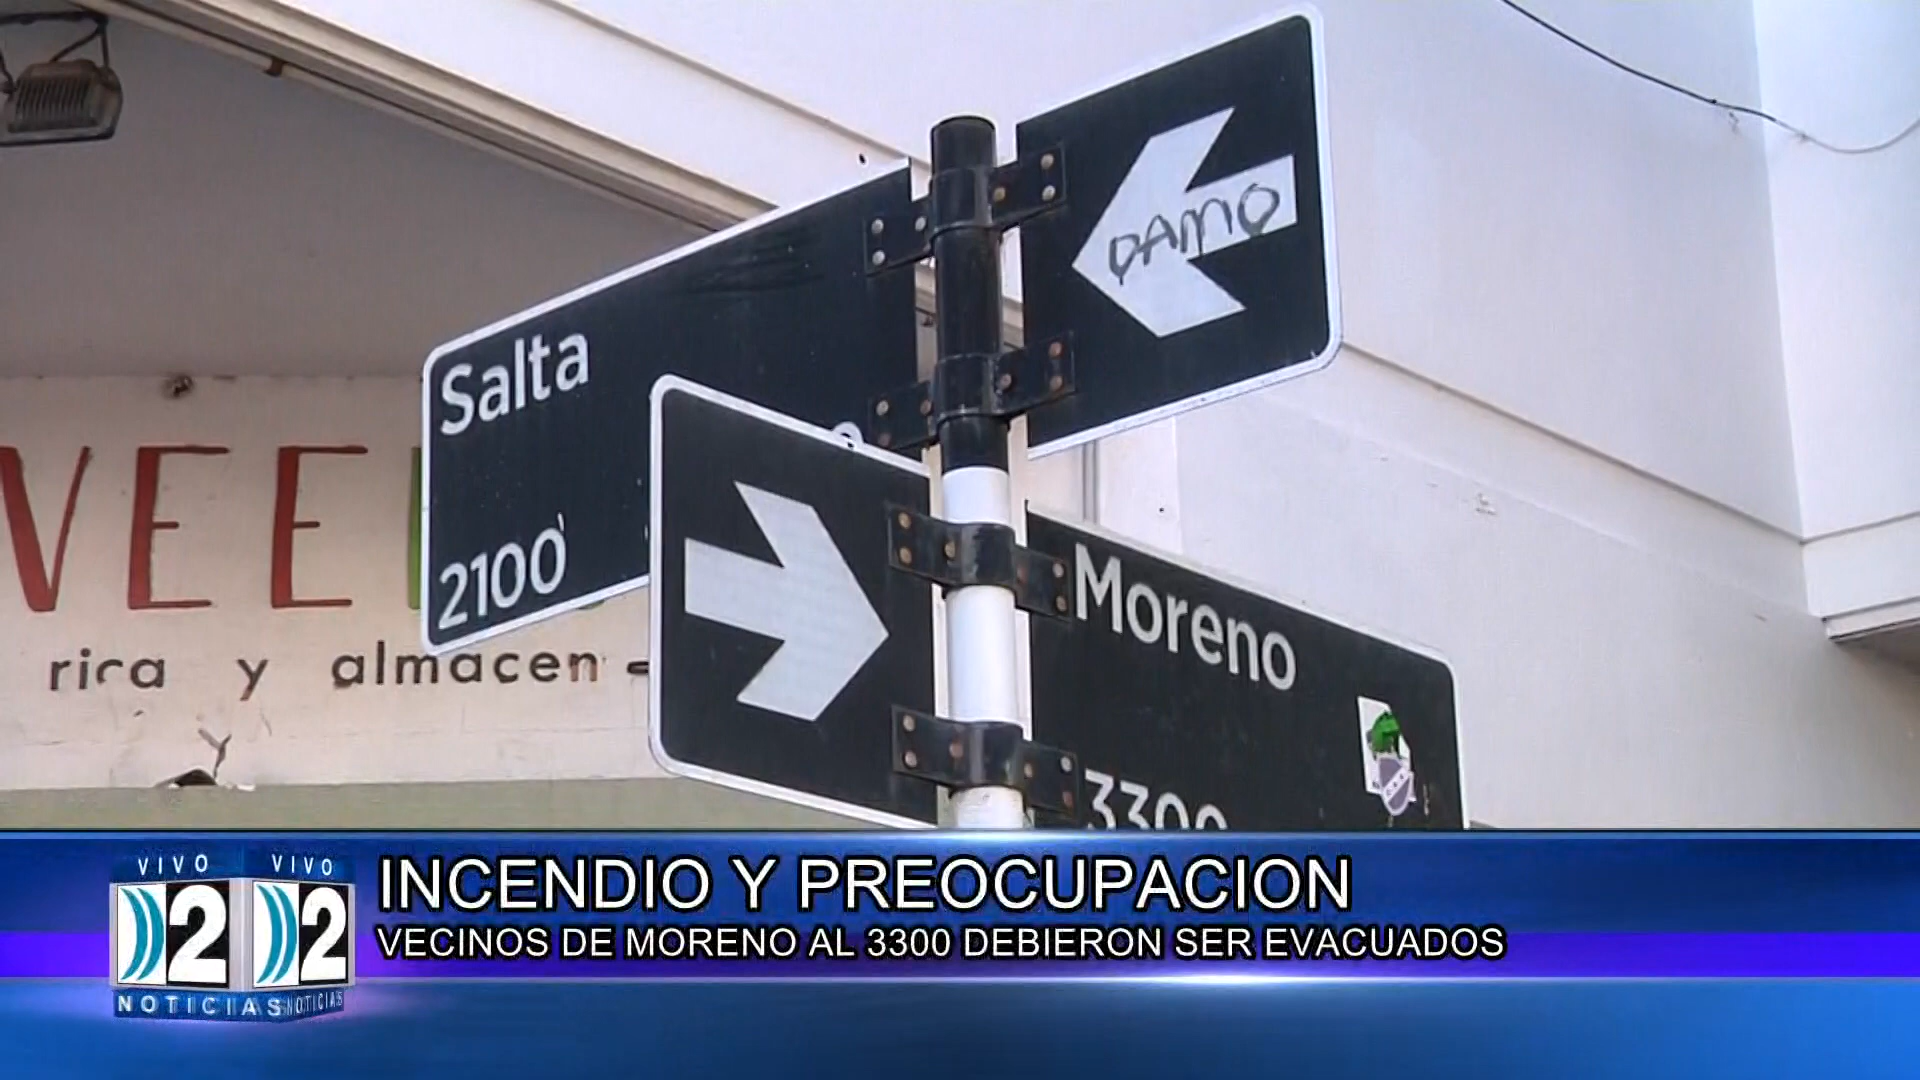 DAMO
Salta
2100
Moreno
3300
VEE
rica y almacen
VIVO VIVO
2 2
NOTICIAS NOTICIAS
INCENDIO Y PREOCUPACION
VECINOS DE MORENO AL 3300 DEBIERON SER EVACUADOS